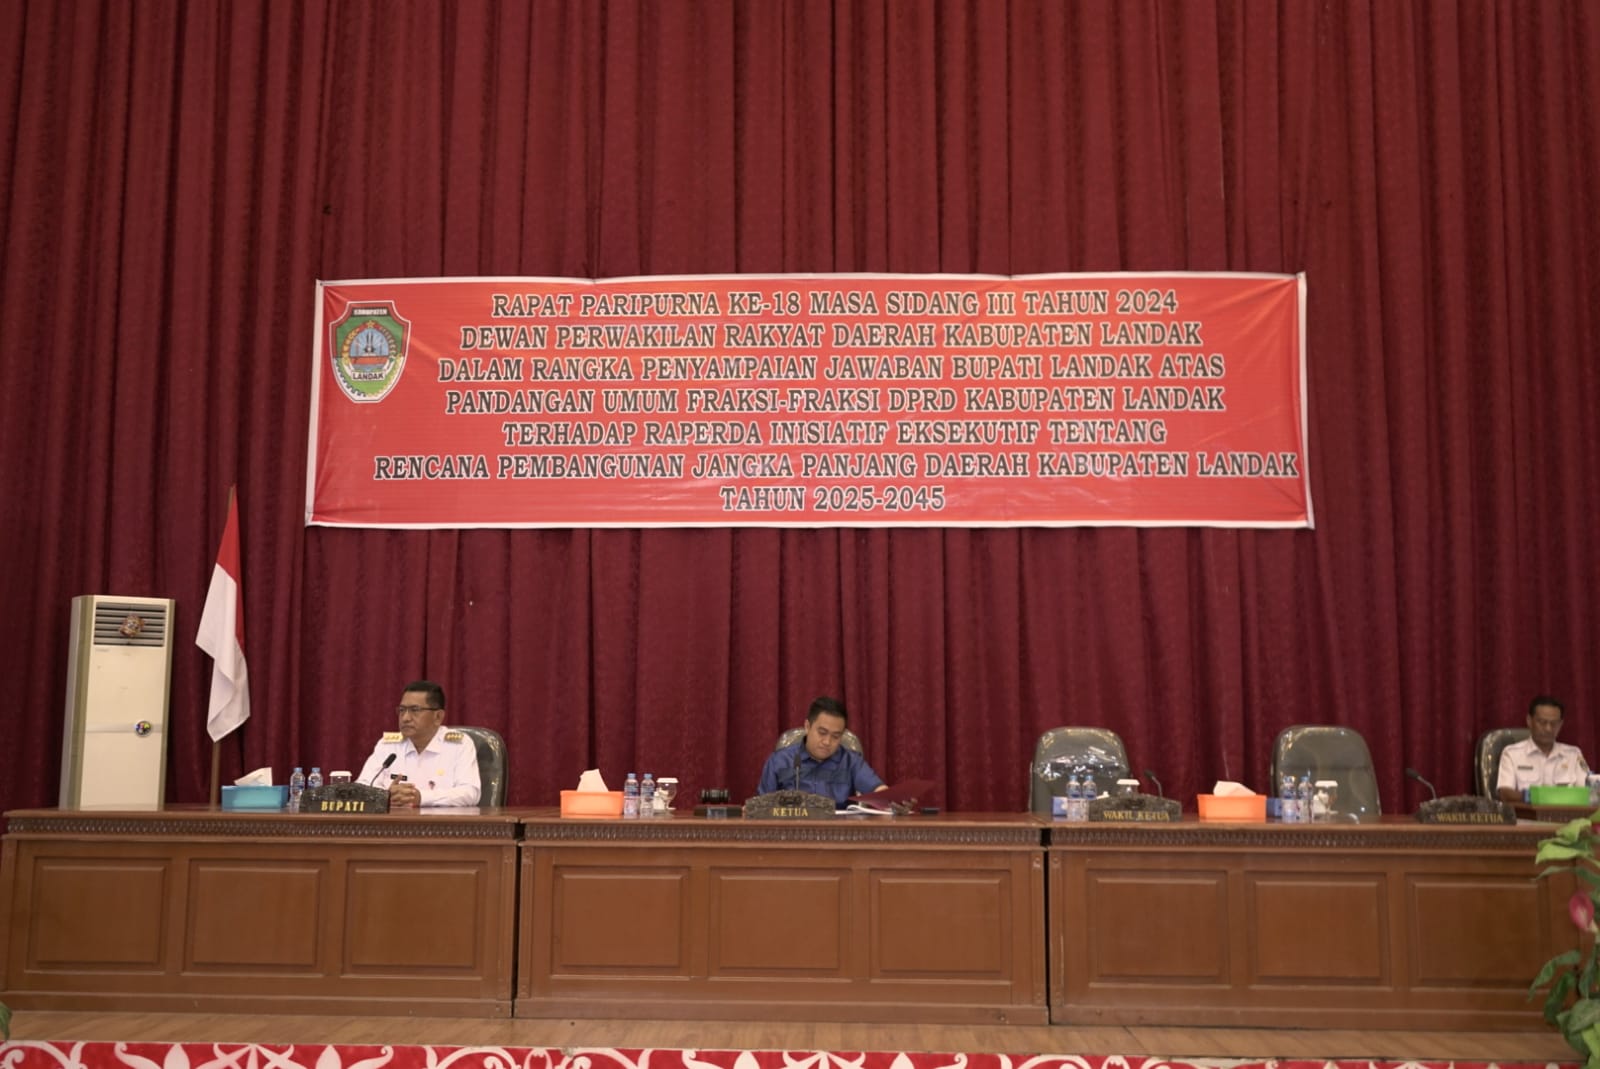 RAPAT PARIPURNA KE-18 MASA SIDANG III TAHUN 2024
DEWAN PERWAKILAN RAKYAT DAERAH KABUPATEN LANDAK
DALAM RANGKA PENYAMPAIAN JAWABAN BUPATI LANDAK ATAS
PANDANGAN UMUM FRAKSI-FRAKSI DPRD KABUPATEN LANDAK
TERHADAP RAPERDA INISIATIF EKSEKUTIF TENTANG
RENCANA PEMBANGUNAN JANGKA PANJANG DAERAH KABUPATEN LANDAK
TAHUN 2025-2045
KABUPATEN
LANDAK
BUPATI
KETUA
WAKIL KETUA
WAKIL KETUA